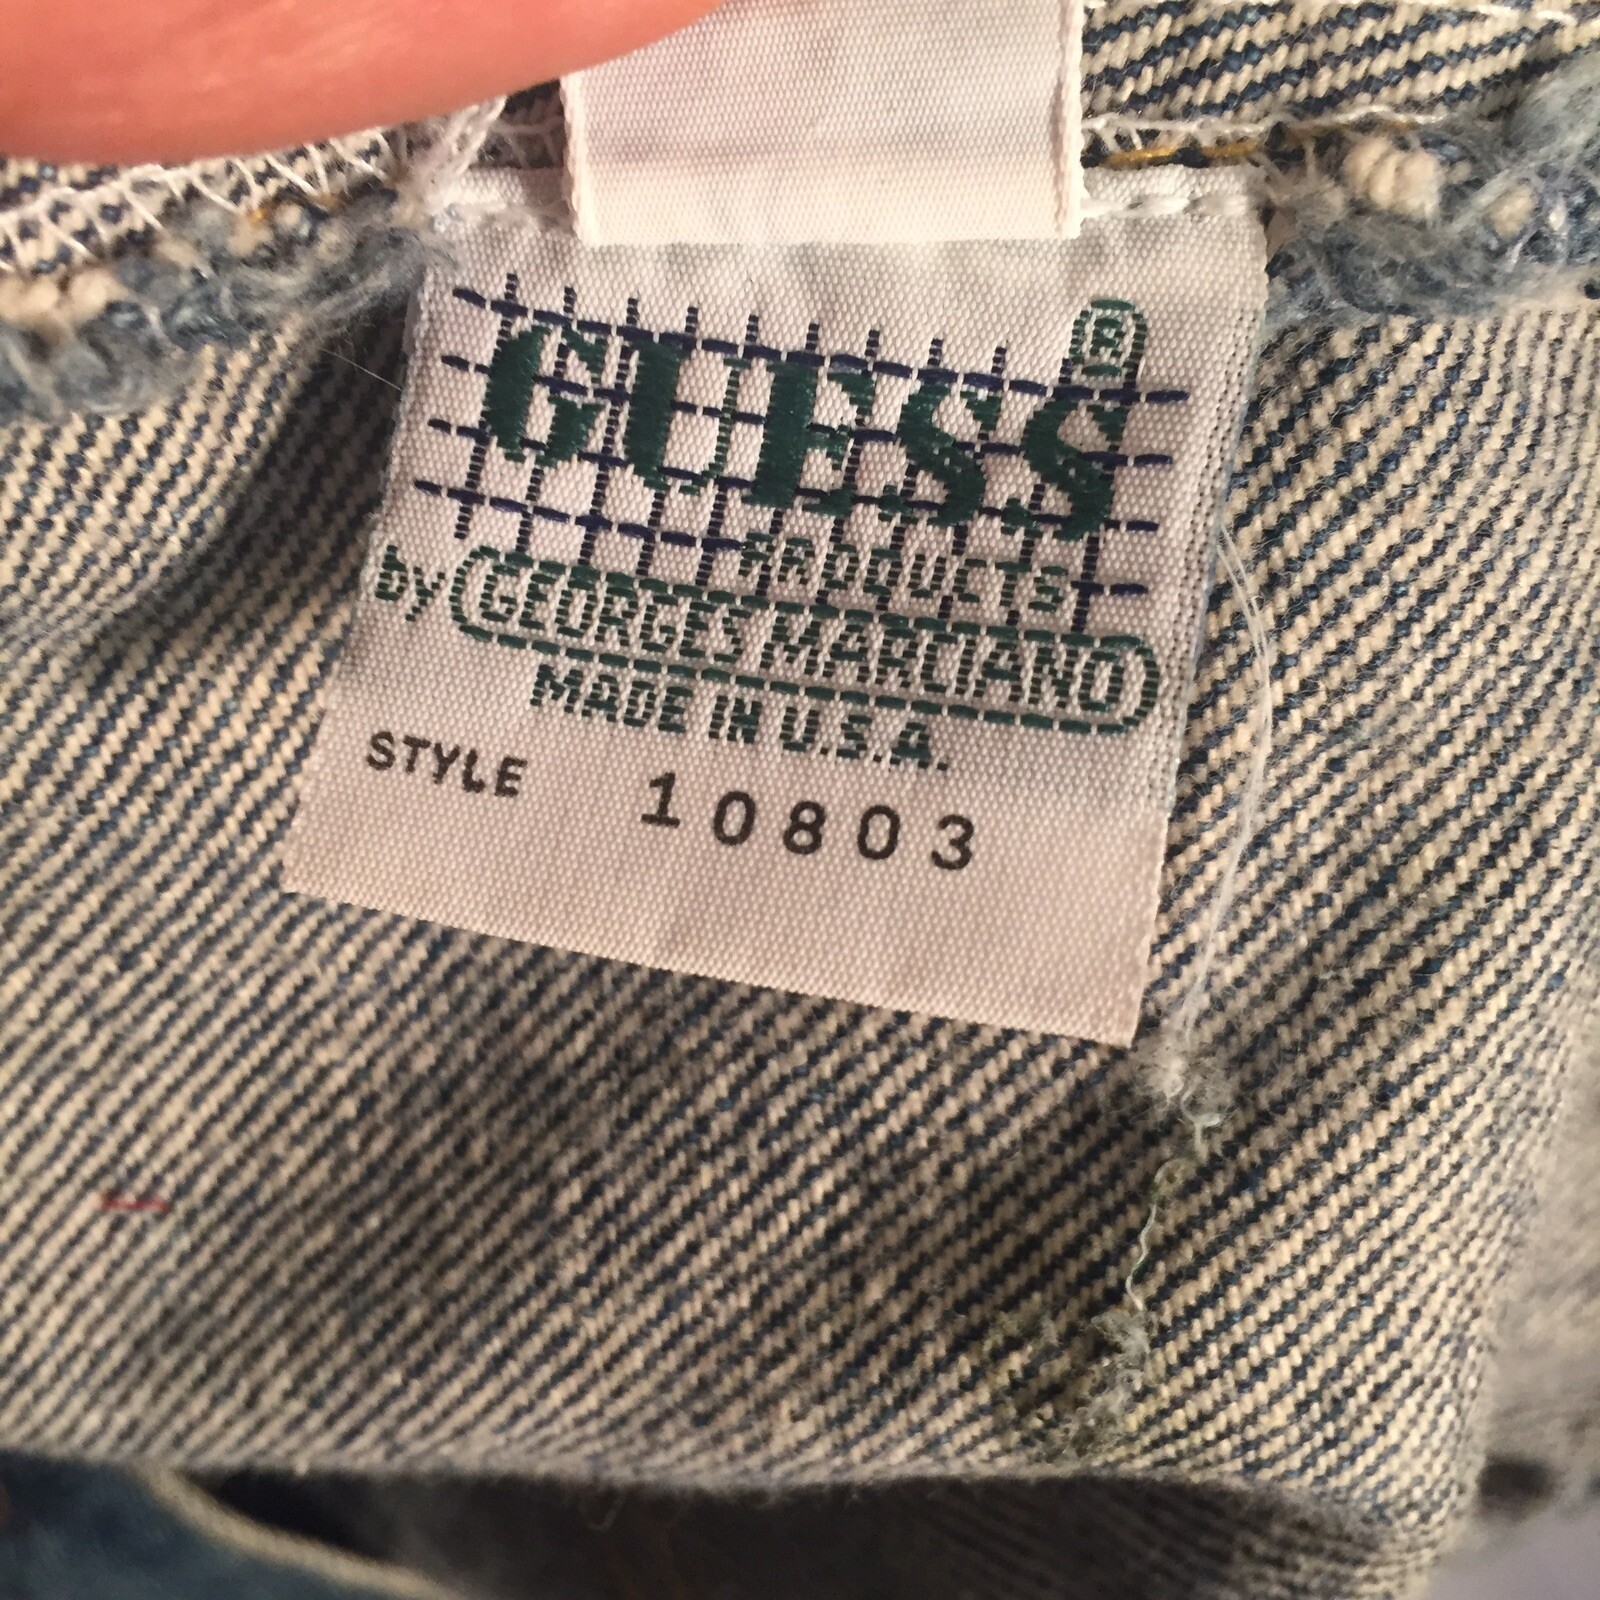 GUESS ®
PRODUCTS
by GEORGES MARCIANO
MADE IN U.S.A.
STYLE 10803